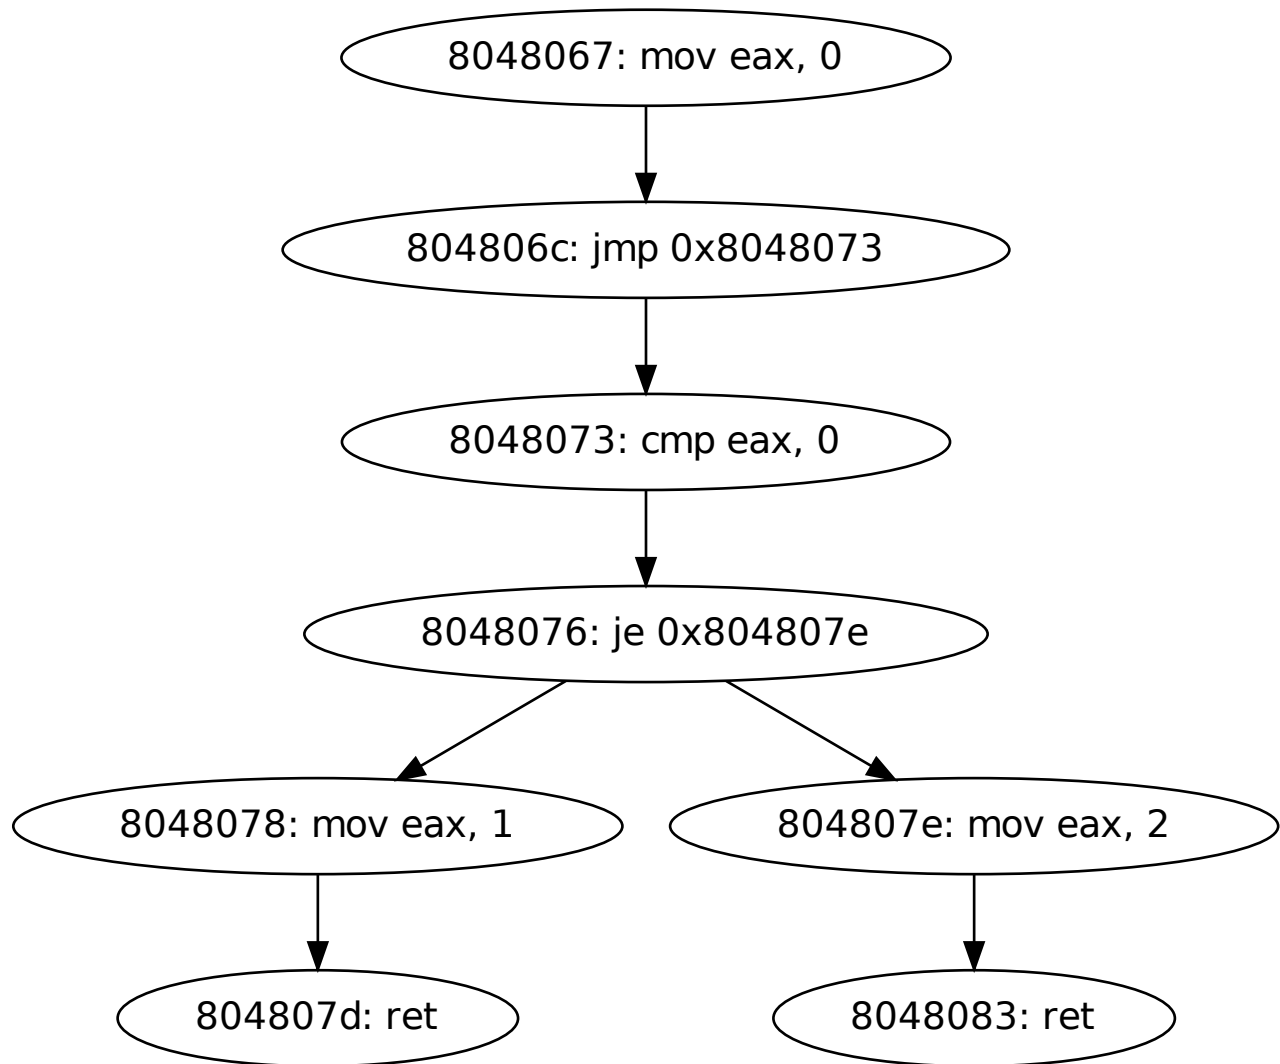 8048067: mov eax, 0
804806c: jmp 0x8048073
8048073: cmp eax, 0
8048076: je 0x804807e
8048078: mov eax, 1
804807e: mov eax, 2
804807d: ret
8048083: ret